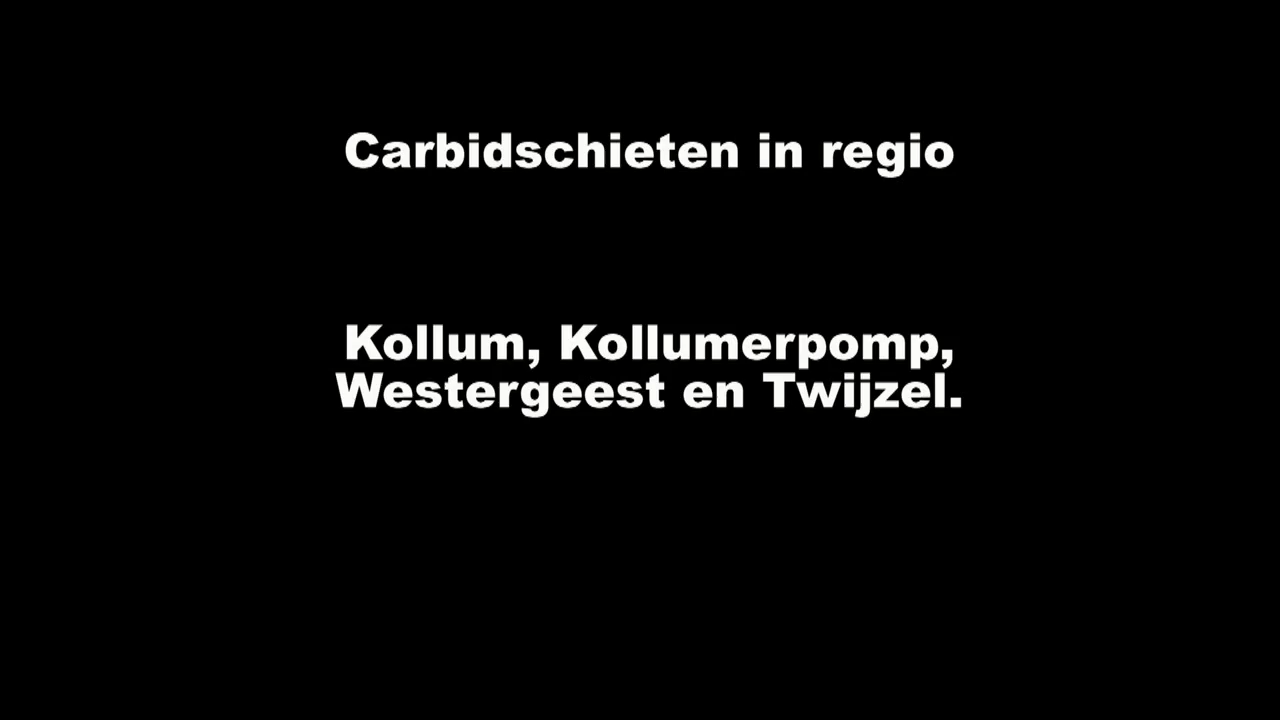 Carbidschieten in regio
Kollum, Kollumerpomp,
Westergeest en Twijzel.